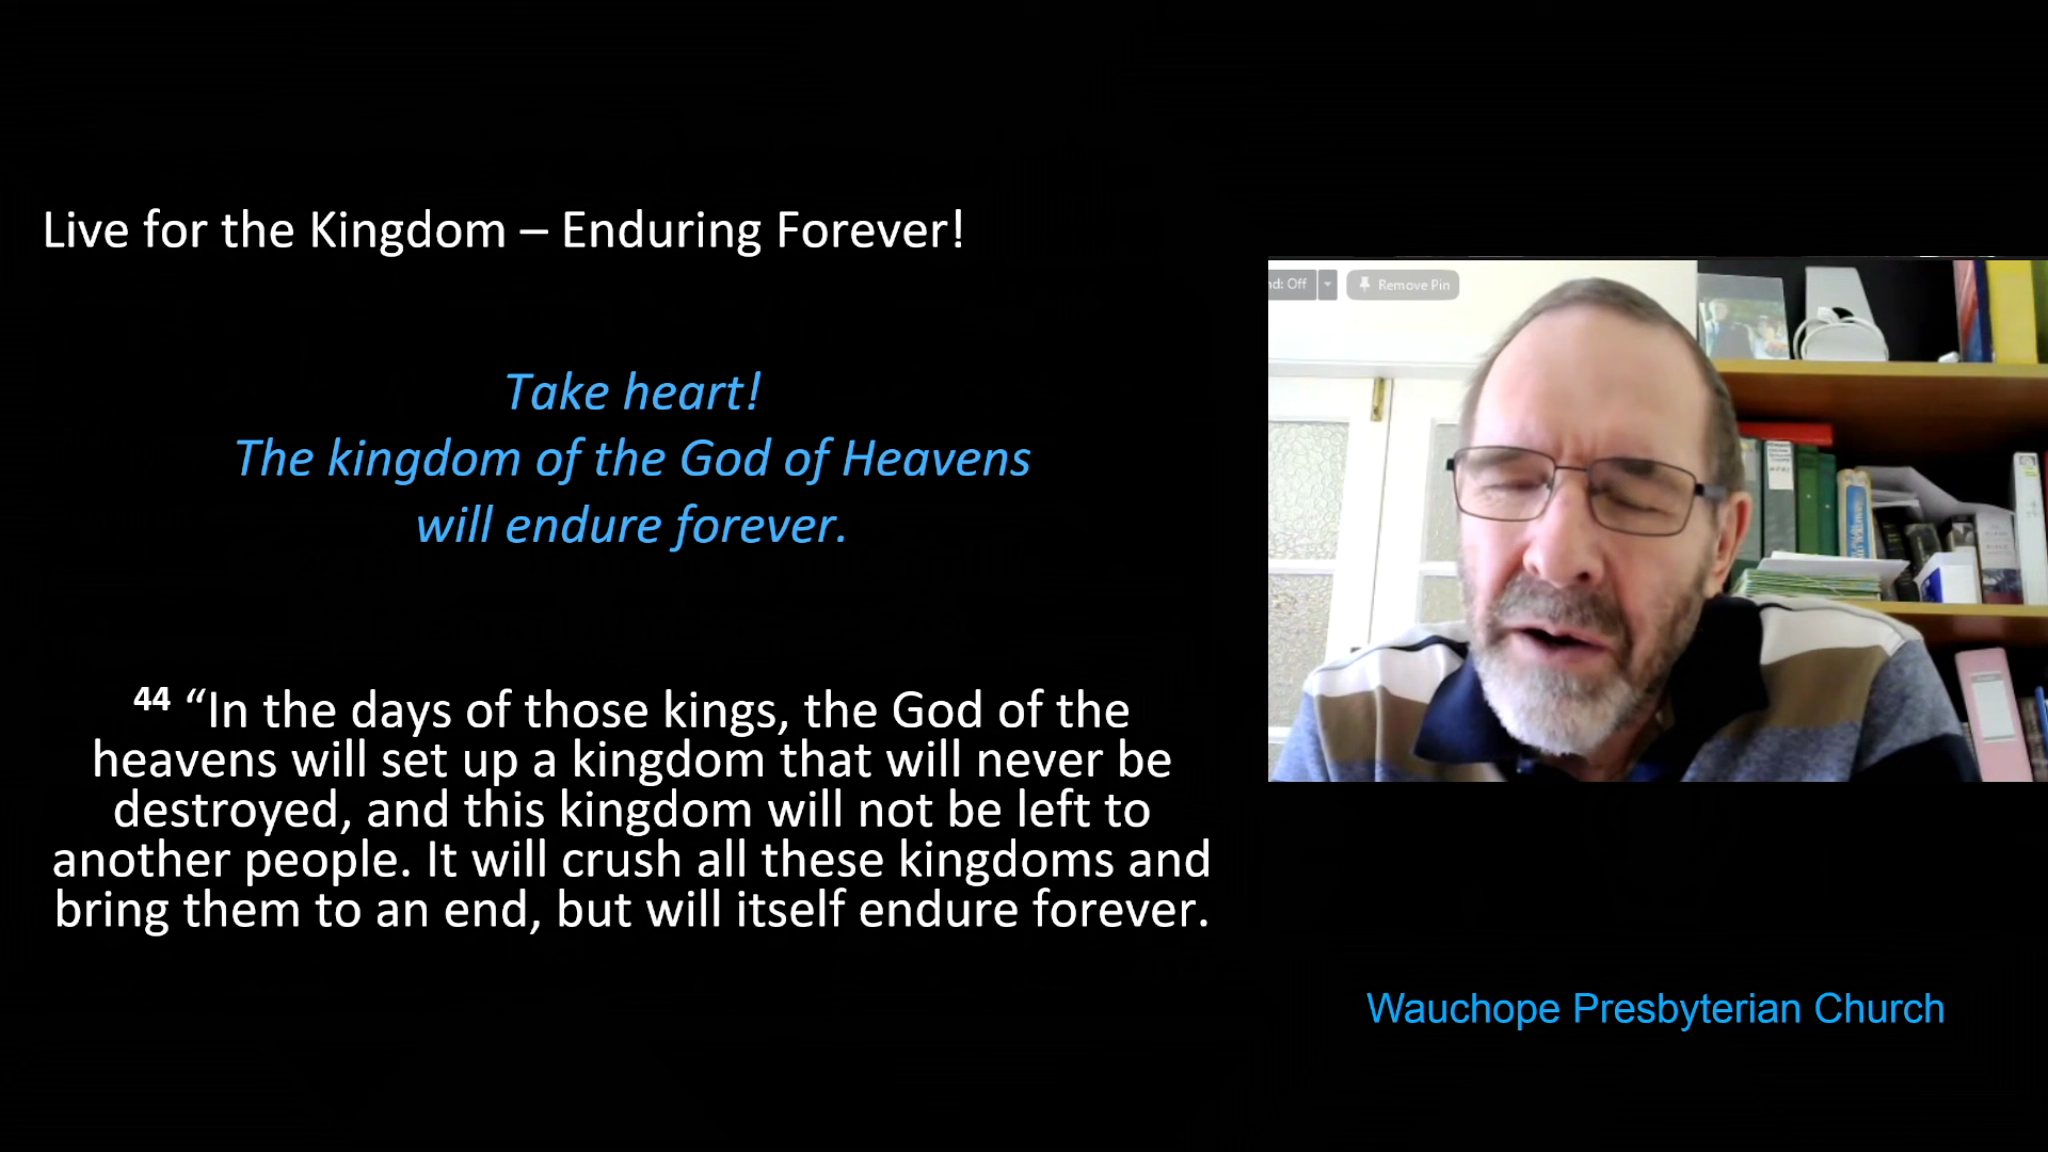 Live for the Kingdom – Enduring Forever!
Take heart!
The kingdom of the God of Heavens
will endure forever.
44 “In the days of those kings, the God of the
heavens will set up a kingdom that will never be
destroyed, and this kingdom will not be left to
another people. It will crush all these kingdoms and
bring them to an end, but will itself endure forever.
nd: Off
Remove Pin
Wauchope Presbyterian Church